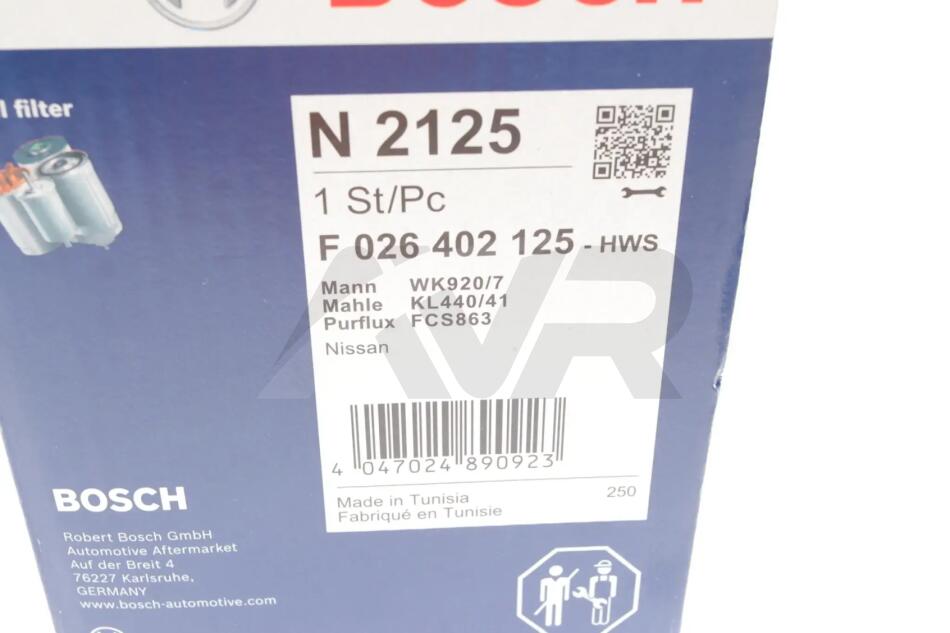 BOSCH
l filter
N 2125
1 St/Pc
F 026 402 125 - HWS
Mann WK920/7
Mahle KL440/41
Purflux FCS863
Nissan
4 047024 890923
Made in Tunisia 250
Fabriqué en Tunisie
BOSCH
Robert Bosch GmbH
Automotive Aftermarket
Auf der Breit 4
76227 Karlsruhe,
GERMANY
www.bosch-automotive.com
AVR